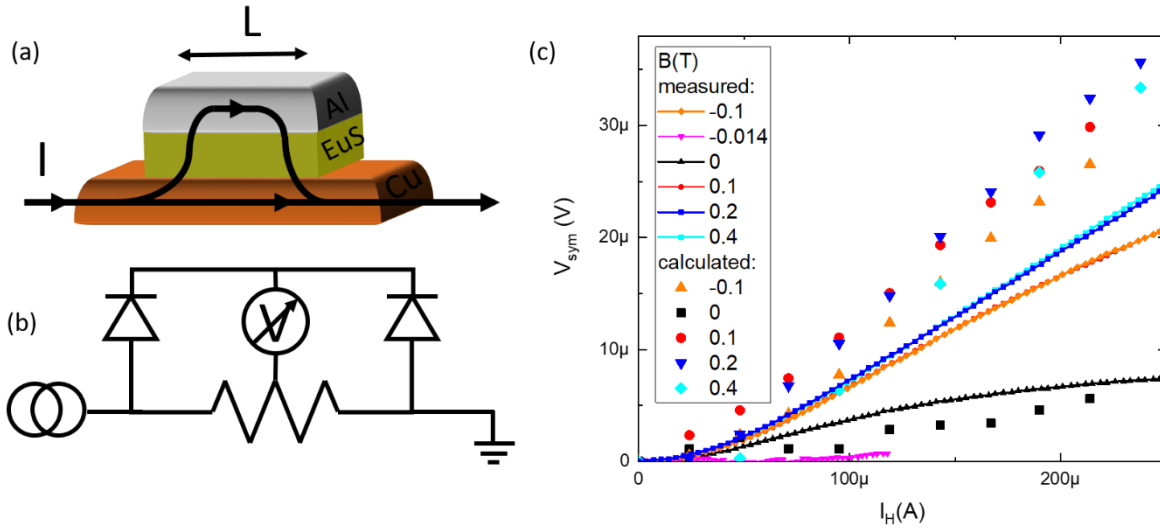 (a)
L
Al
EuS
Cu
I
(b)
V
(c)
B(T)
measured:
-0.1
-0.014
0
0.1
0.2
0.4
calculated:
-0.1
0
0.1
0.2
0.4
30µ
20µ
10µ
0
V_sym (V)
0
100µ
200µ
I_H(A)